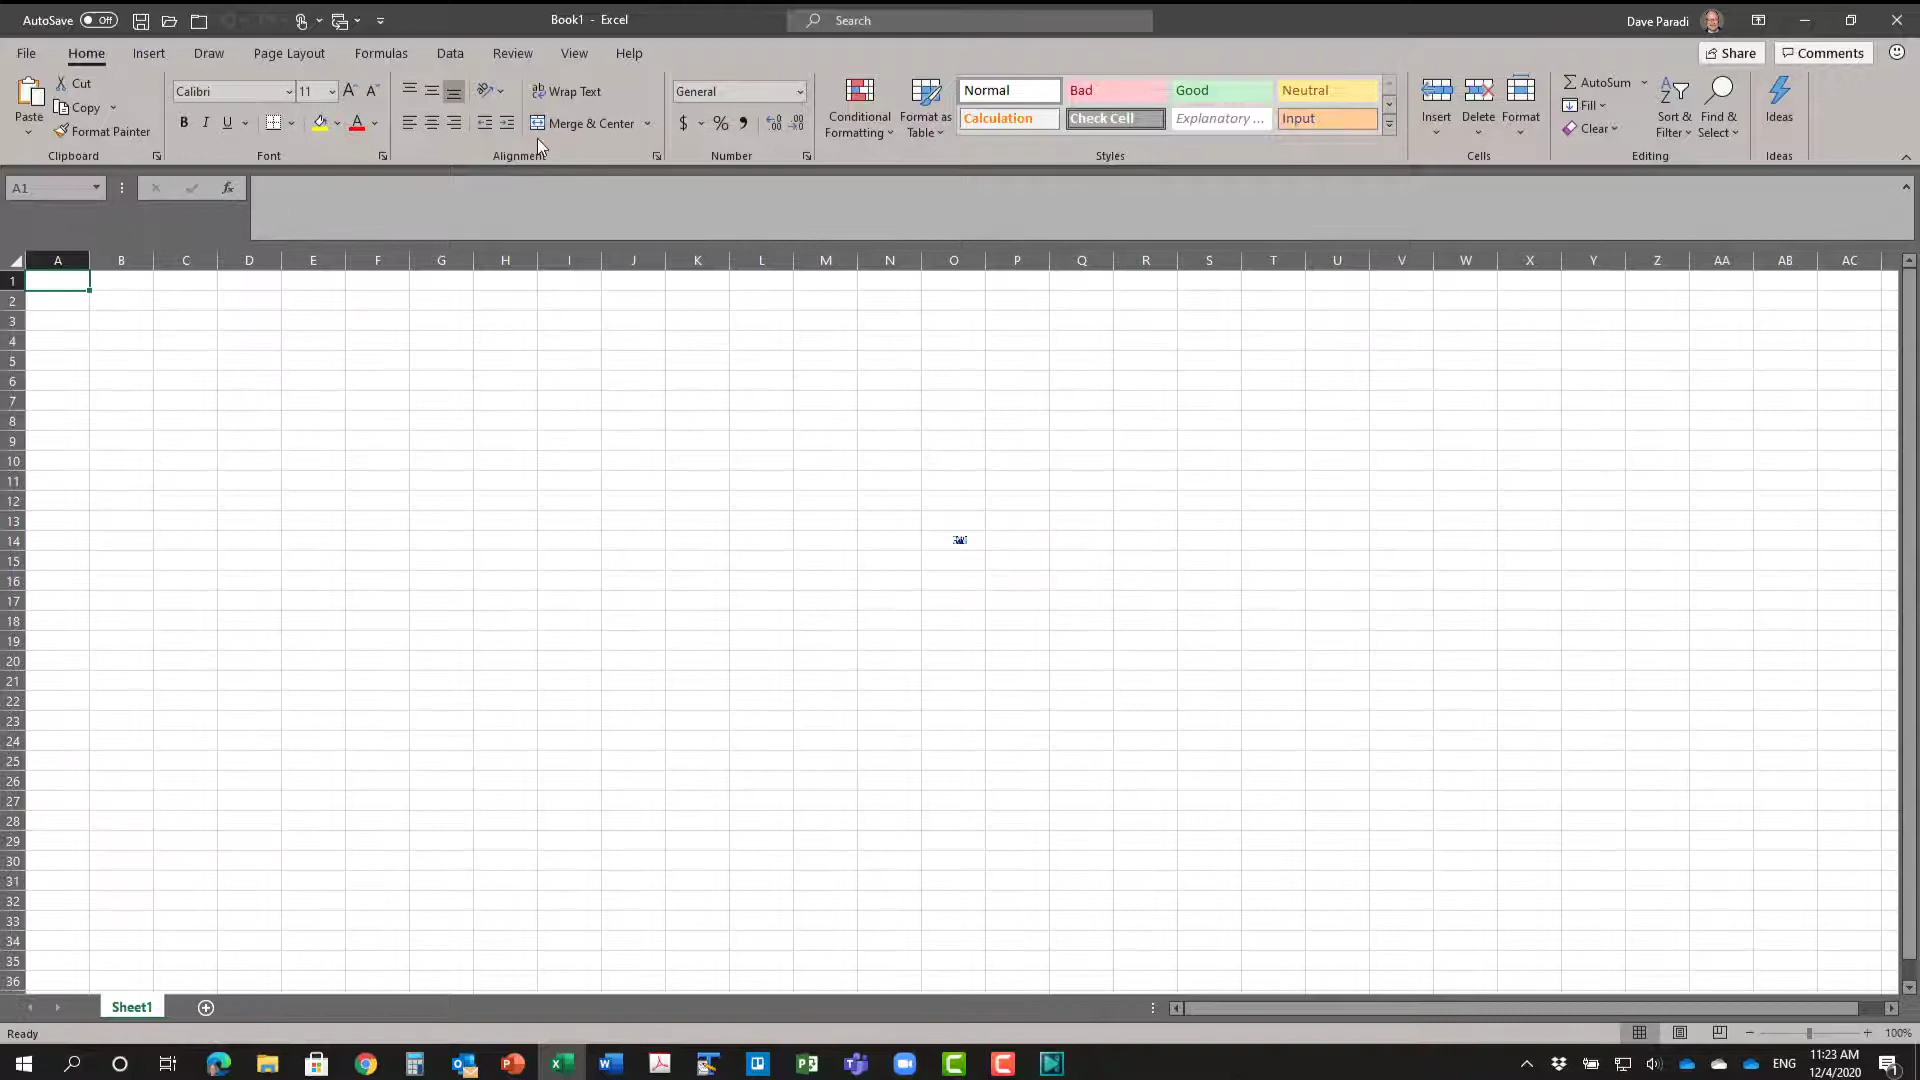 AutoSave Off Book1 - Excel Search Dave Paradi
File Home Insert Draw Page Layout Formulas Data Review View Help Share Comments
Paste
Cut
Copy
Format Painter
Clipboard
Calibri 11
Font
Wrap Text
Merge & Center
Alignment
General
Number
Conditional Formatting
Format as Table
Normal Bad Good Neutral
Calculation Check Cell Explanatory ... Input
Styles
Insert Delete Format
Cells
AutoSum
Fill
Clear
Sort & Filter
Find & Select
Editing
Ideas
Ideas
A1 fx
A B C D E F G H I J K L M N O P Q R S T U V W X Y Z AA AB AC
1
2
3
4
5
6
7
8
9
10
11
12
13
14
15
16
17
18
19
20
21
22
23
24
25
26
27
28
29
30
31
32
33
34
35
36
Sheet1
Ready 100%
ENG 11:23 AM
12/4/2020